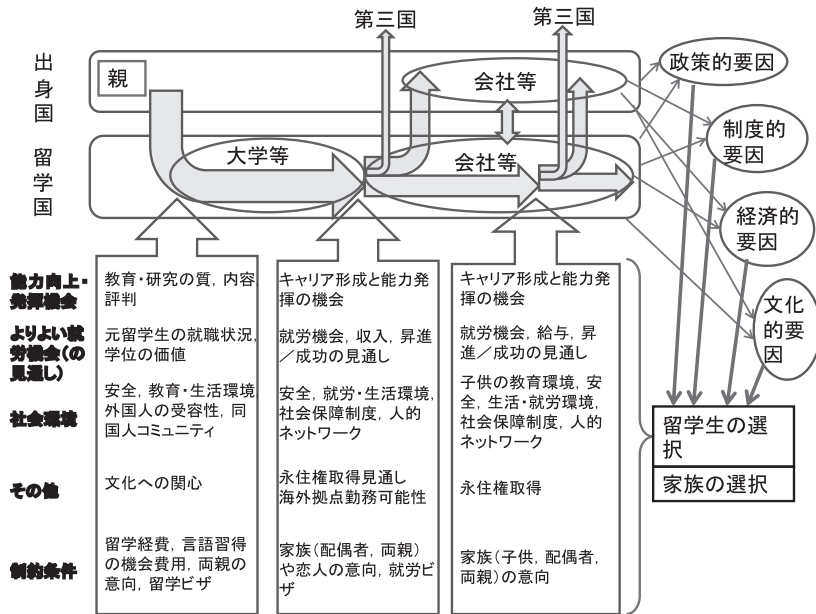 第三国
第三国
出身国
親
会社等
留学国
大学等
会社等
政策的要因
制度的
要因
経済的
要因
文化
的要
因
能力向上・
発揮機会
教育・研究の質, 内容,
評判
キャリア形成と能力発
揮の機会
キャリア形成と能力発
揮の機会
よりよい就
労機会(の
見通し)
元留学生の就職状況,
学位の価値
就労機会, 収入, 昇進
／成功の見通し
就労機会, 給与, 昇
進／成功の見通し
社会環境
安全, 教育・生活環境,
外国人の受容性, 同
国人コミュニティ
安全, 就労・生活環境,
社会保障制度, 人的
ネットワーク
子供の教育環境, 安
全, 生活・就労環境,
社会保障制度, 人的
ネットワーク
その他
文化への関心
永住権取得見通し
海外拠点勤務可能性
永住権取得
制約条件
留学経費, 言語習得
の機会費用, 両親の
意向, 留学ビザ
家族(配偶者, 両親)
や恋人の意向, 就労ビ
ザ
家族(子供, 配偶者,
両親)の意向
留学生の選
択
家族の選択